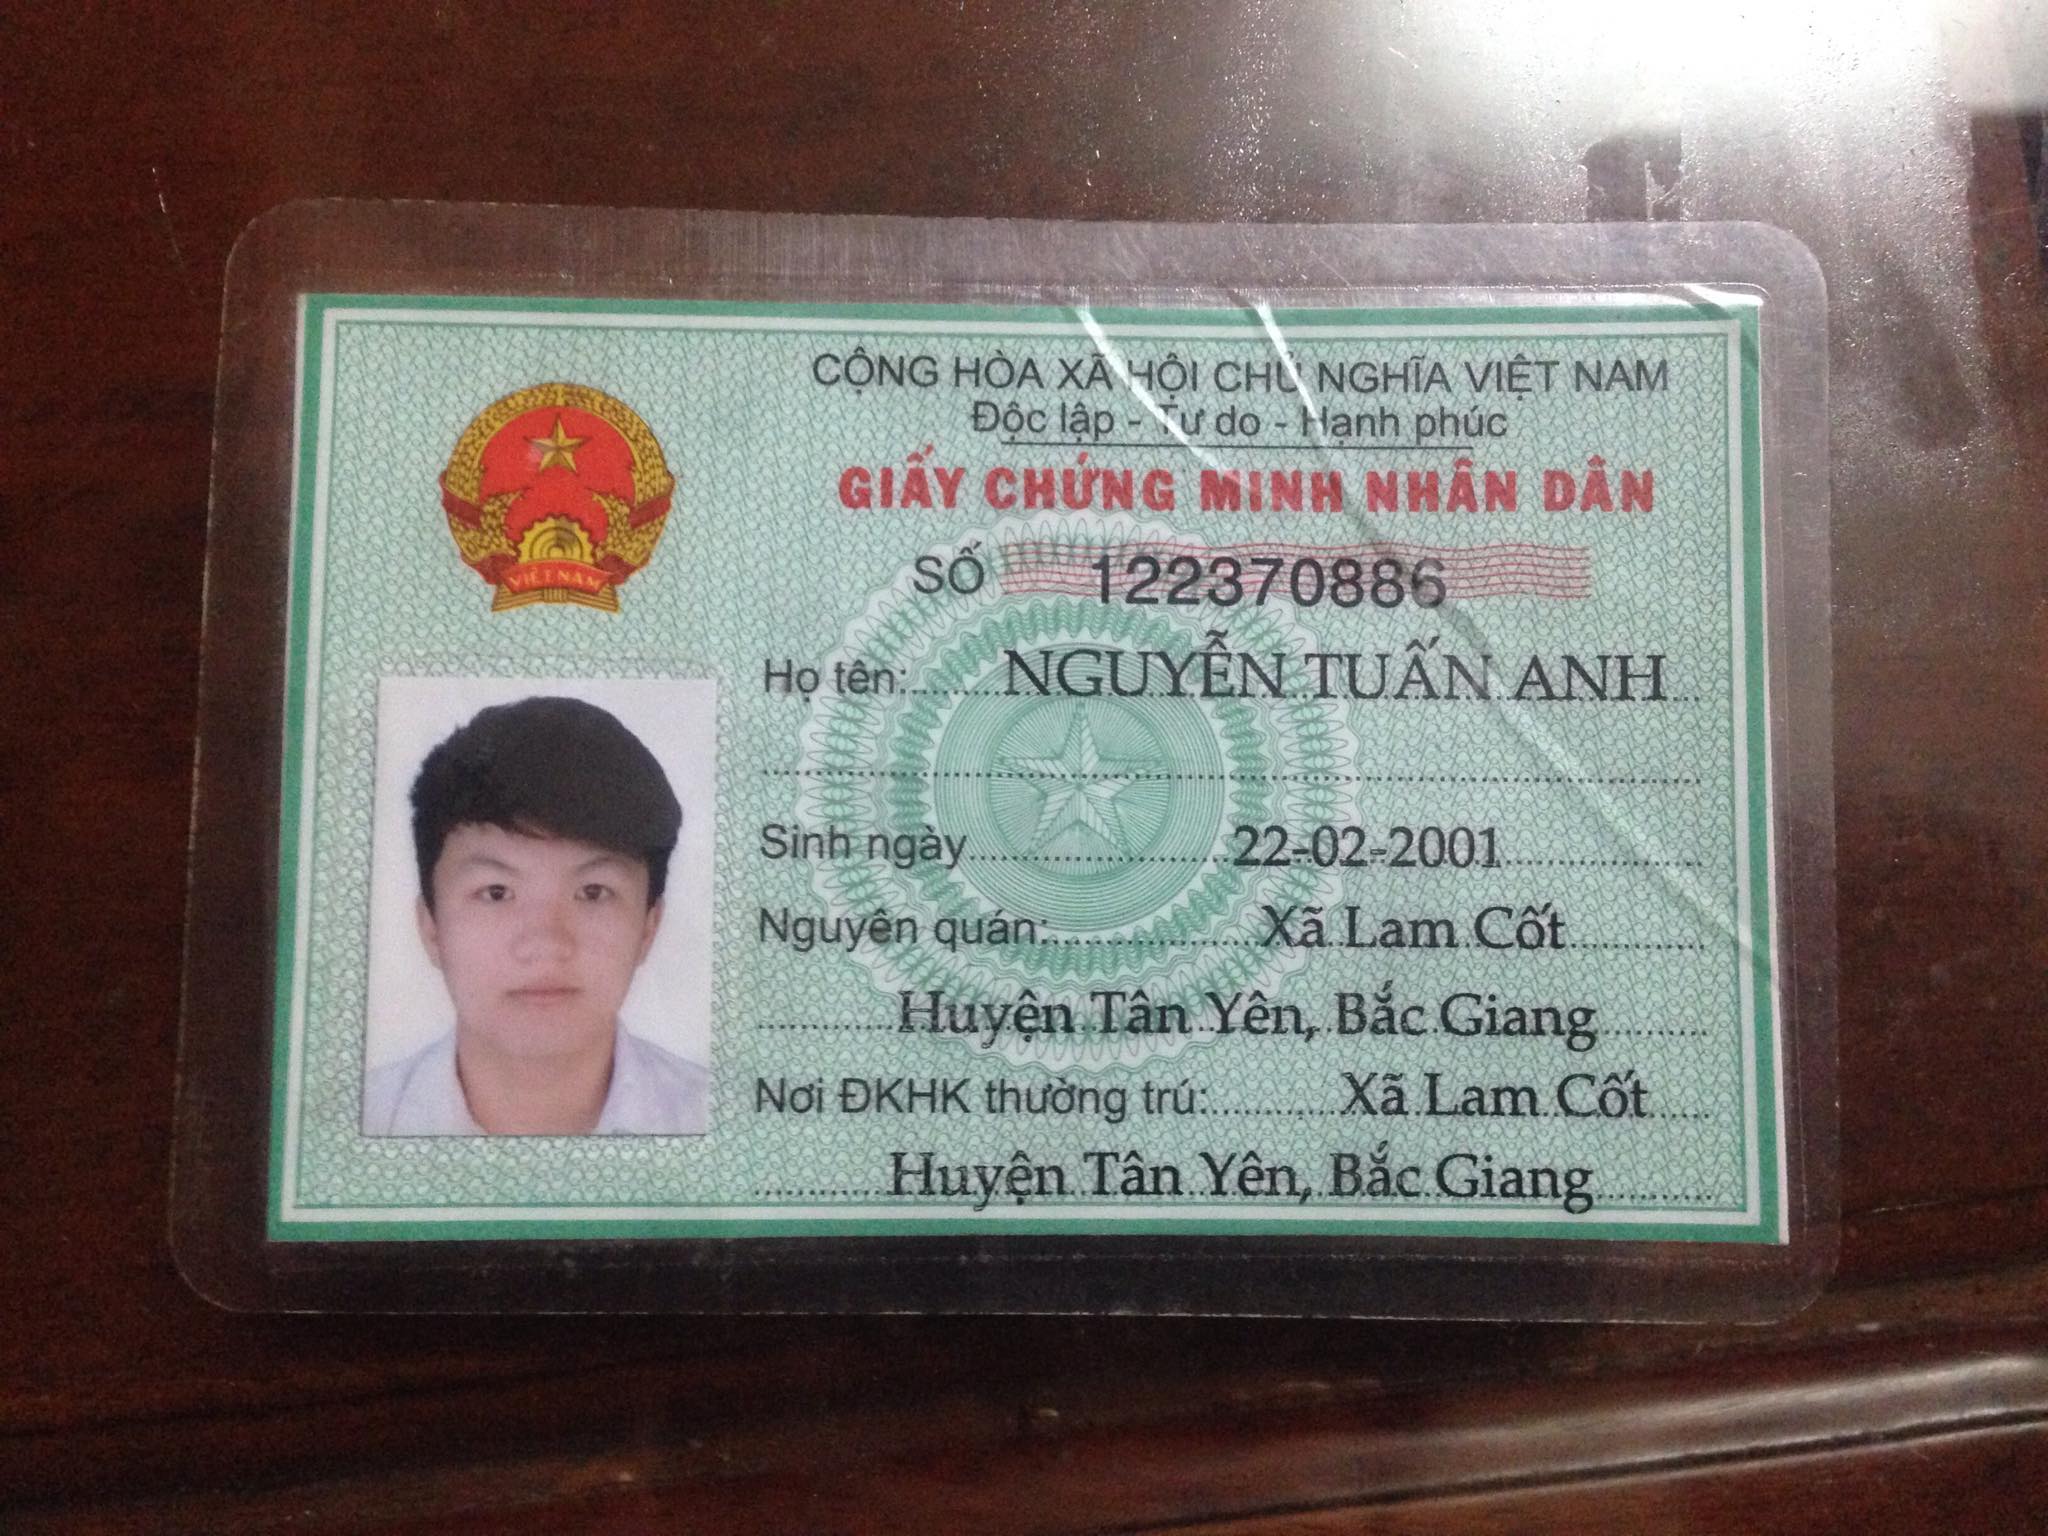 CỘNG HÒA XÃ HỘI CHỦ NGHĨA VIỆT NAM
Độc lập - Tự do - Hạnh phúc
GIẤY CHỨNG MINH NHÂN DÂN
SỐ 122370886
VIỆT NAM
Họ tên: NGUYỄN TUẤN ANH
Sinh ngày 22-02-2001
Nguyên quán: Xã Lam Cốt
Huyện Tân Yên, Bắc Giang
Nơi ĐKHK thường trú: Xã Lam Cốt
Huyện Tân Yên, Bắc Giang